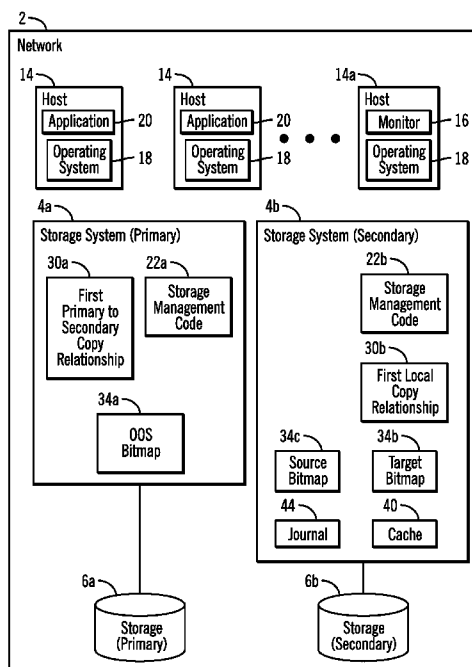 2
Network
14
Host
Application
20
Operating
System
18
14
Host
Application
20
Operating
System
18
14a
Host
Monitor
16
Operating
System
18
4a
Storage System (Primary)
30a
First
Primary to
Secondary
Copy
Relationship
22a
Storage
Management
Code
34a
OOS
Bitmap
4b
Storage System (Secondary)
22b
Storage
Management
Code
30b
First Local
Copy
Relationship
34c
Source
Bitmap
34b
Target
Bitmap
44
Journal
40
Cache
6a
Storage
(Primary)
6b
Storage
(Secondary)